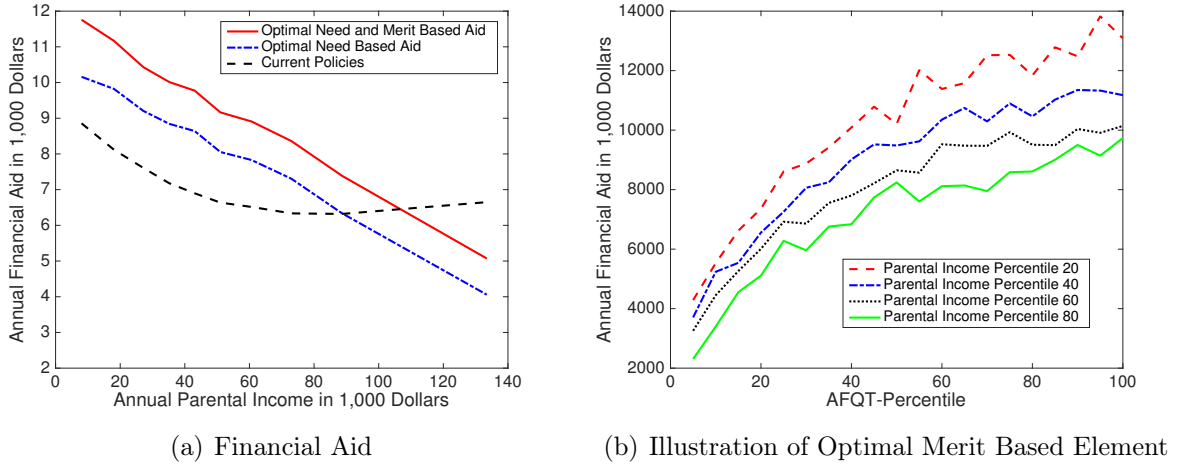 12
11
10
9
8
7
6
5
4
3
2
0
20
40
60
80
100
120
140
Annual Financial Aid in 1,000 Dollars
Annual Parental Income in 1,000 Dollars
Optimal Need and Merit Based Aid
Optimal Need Based Aid
Current Policies
(a) Financial Aid
14000
12000
10000
8000
6000
4000
2000
0
20
40
60
80
100
Annual Financial Aid in 1,000 Dollars
AFQT-Percentile
Parental Income Percentile 20
Parental Income Percentile 40
Parental Income Percentile 60
Parental Income Percentile 80
(b) Illustration of Optimal Merit Based Element